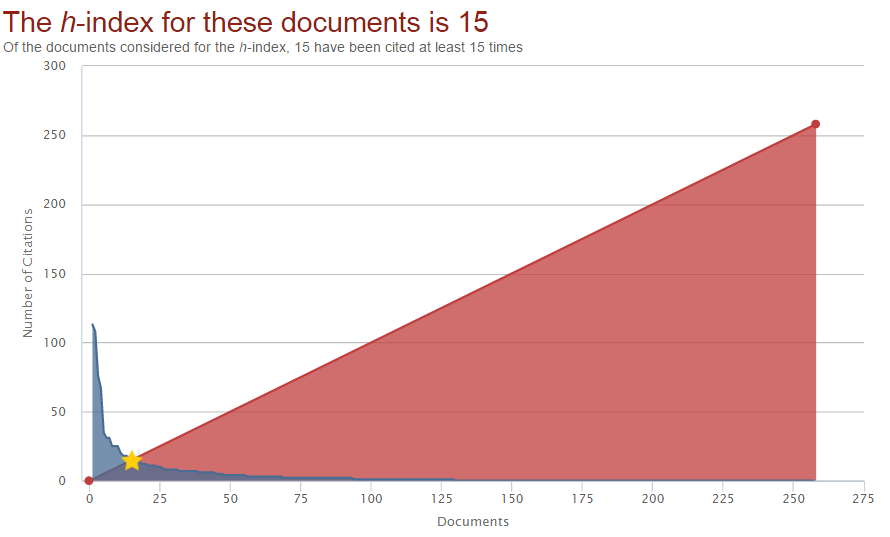 The h-index for these documents is 15
Of the documents considered for the h-index, 15 have been cited at least 15 times
300
250
200
150
100
50
0
Number of Citations
0 25 50 75 100 125 150 175 200 225 250 275
Documents